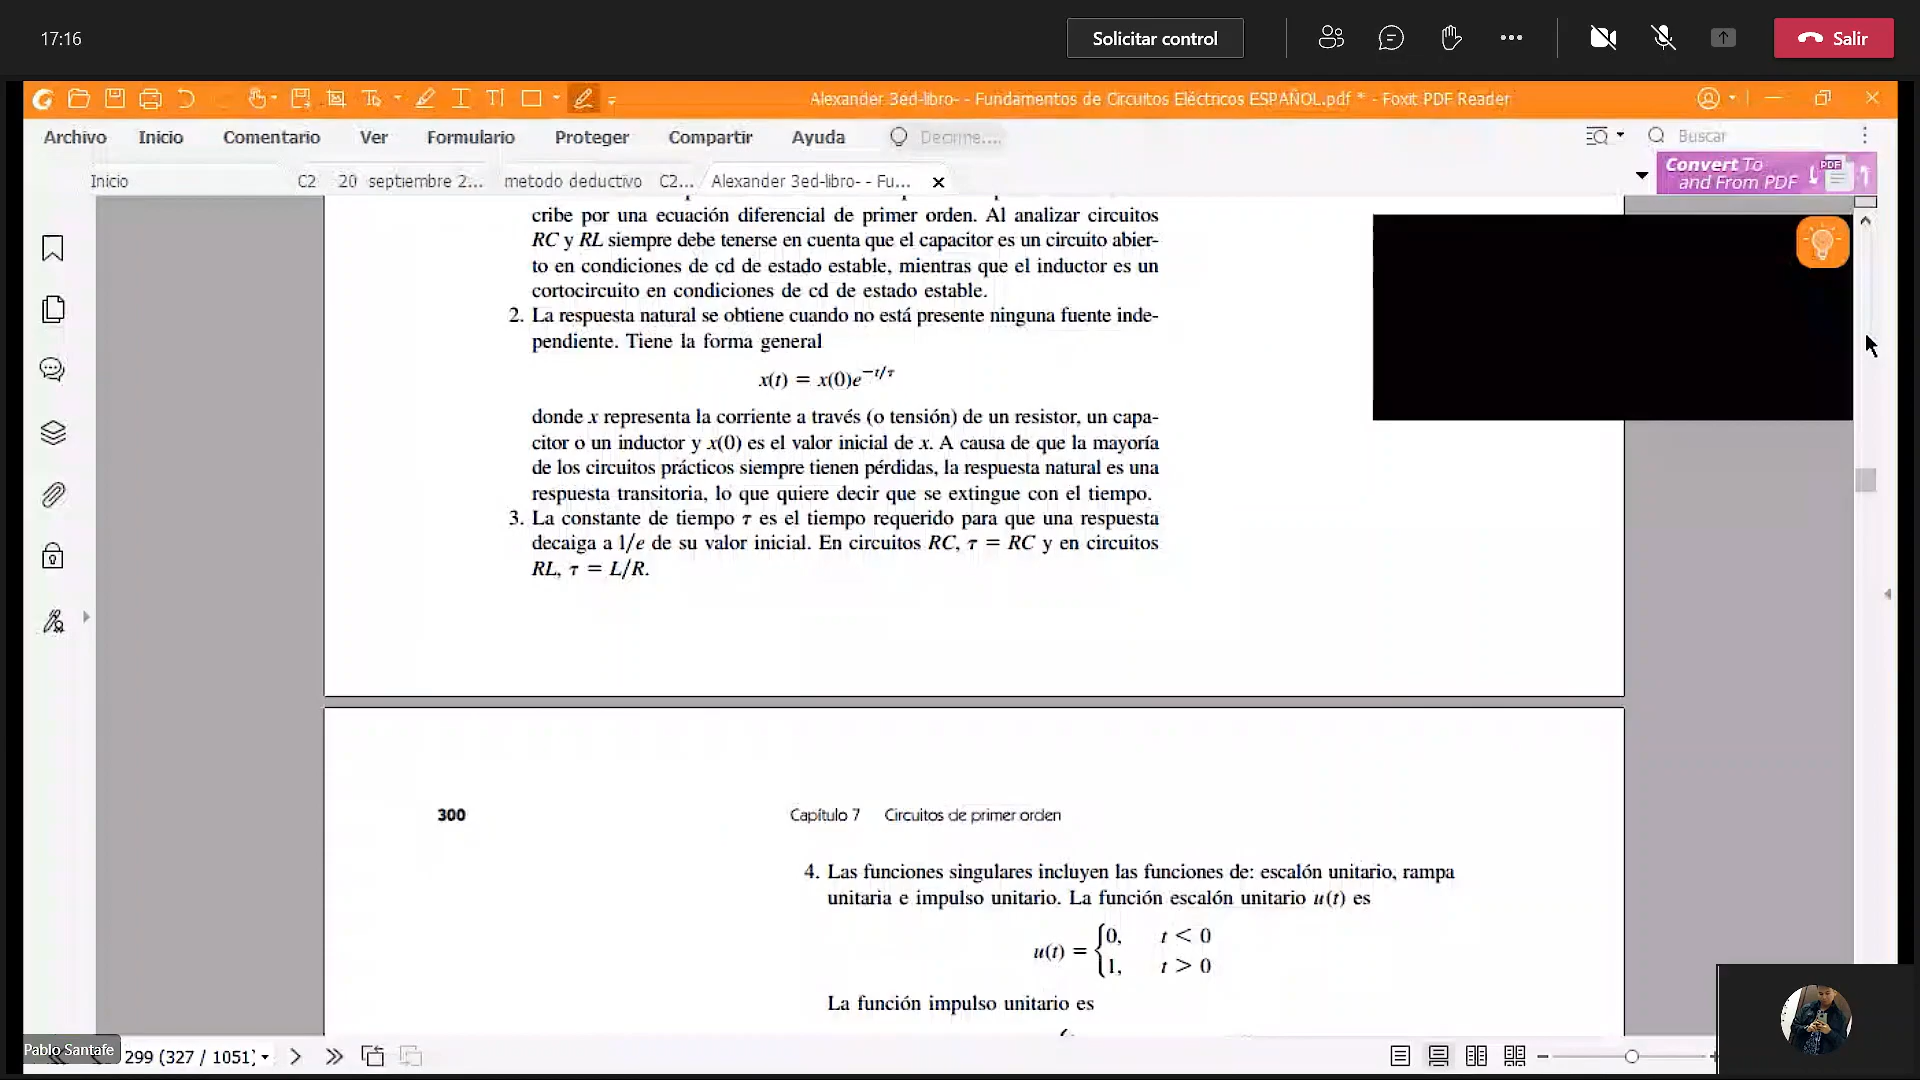 17:16
Solicitar control
Salir
Alexander 3ed-libro- - Fundamentos de Circuitos Eléctricos ESPAÑOL.pdf * - Foxit PDF Reader
Archivo Inicio Comentario Ver Formulario Proteger Compartir Ayuda Decirme.... Buscar
Inicio C2 20 septiembre 2... metodo deductivo C2... Alexander 3ed-libro- - Fu...
Convert To
and From PDF
PDF
cribe por una ecuación diferencial de primer orden. Al analizar circuitos
RC y RL siempre debe tenerse en cuenta que el capacitor es un circuito abier-
to en condiciones de cd de estado estable, mientras que el inductor es un
cortocircuito en condiciones de cd de estado estable.
2. La respuesta natural se obtiene cuando no está presente ninguna fuente inde-
pendiente. Tiene la forma general
x(t) = x(0)e^{−t/τ}
donde x representa la corriente a través (o tensión) de un resistor, un capa-
citor o un inductor y x(0) es el valor inicial de x. A causa de que la mayoría
de los circuitos prácticos siempre tienen pérdidas, la respuesta natural es una
respuesta transitoria, lo que quiere decir que se extingue con el tiempo.
3. La constante de tiempo τ es el tiempo requerido para que una respuesta
decaiga a 1/e de su valor inicial. En circuitos RC, τ = RC y en circuitos
RL, τ = L/R.
300 Capítulo 7 Circuitos de primer orden
4. Las funciones singulares incluyen las funciones de: escalón unitario, rampa
unitaria e impulso unitario. La función escalón unitario u(t) es
u(t) = {0, t < 0
1, t > 0
La función impulso unitario es
Pablo Santafe
299 (327 / 1051)